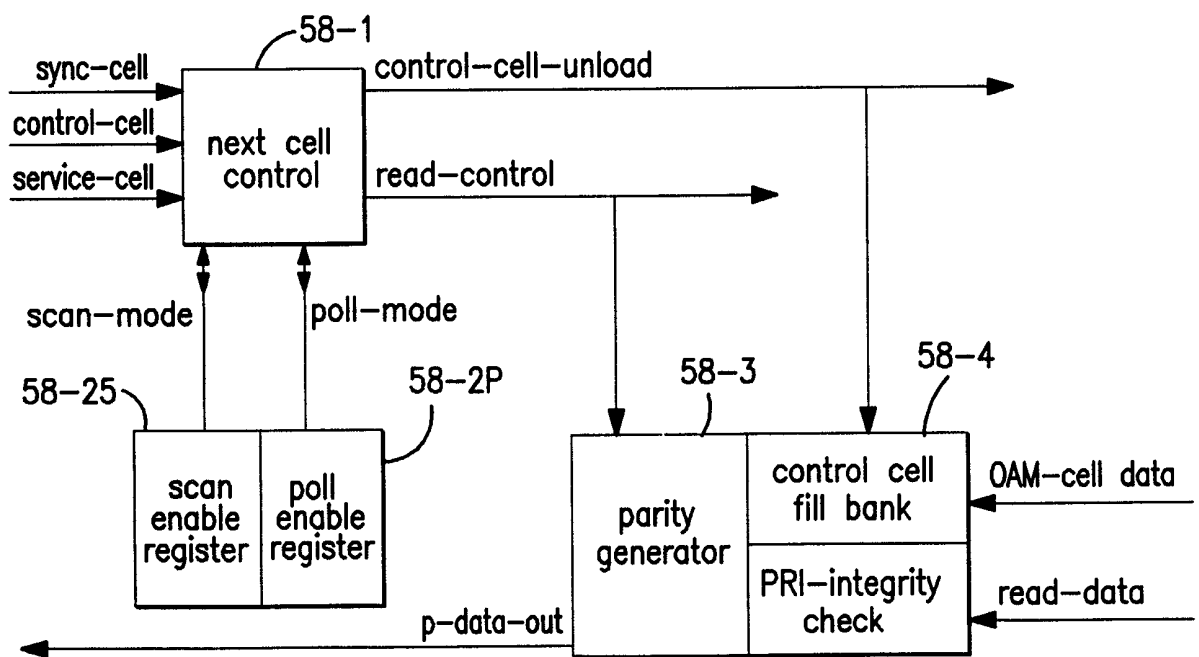 58-1
sync-cell
control-cell
service-cell
next cell
control
control-cell-unload
read-control
scan-mode
poll-mode
58-25
58-2P
58-3
58-4
scan
enable
register
poll
enable
register
parity
generator
control cell
fill bank
PRI-integrity
check
OAM-cell data
read-data
p-data-out